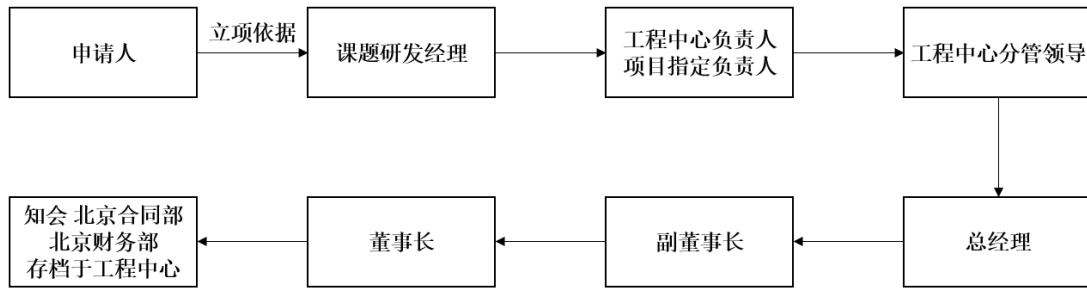 申请人
立项依据
课题研发经理
工程中心负责人
项目指定负责人
工程中心分管领导
总经理
副董事长
董事长
知会 北京合同部
北京财务部
存档于工程中心